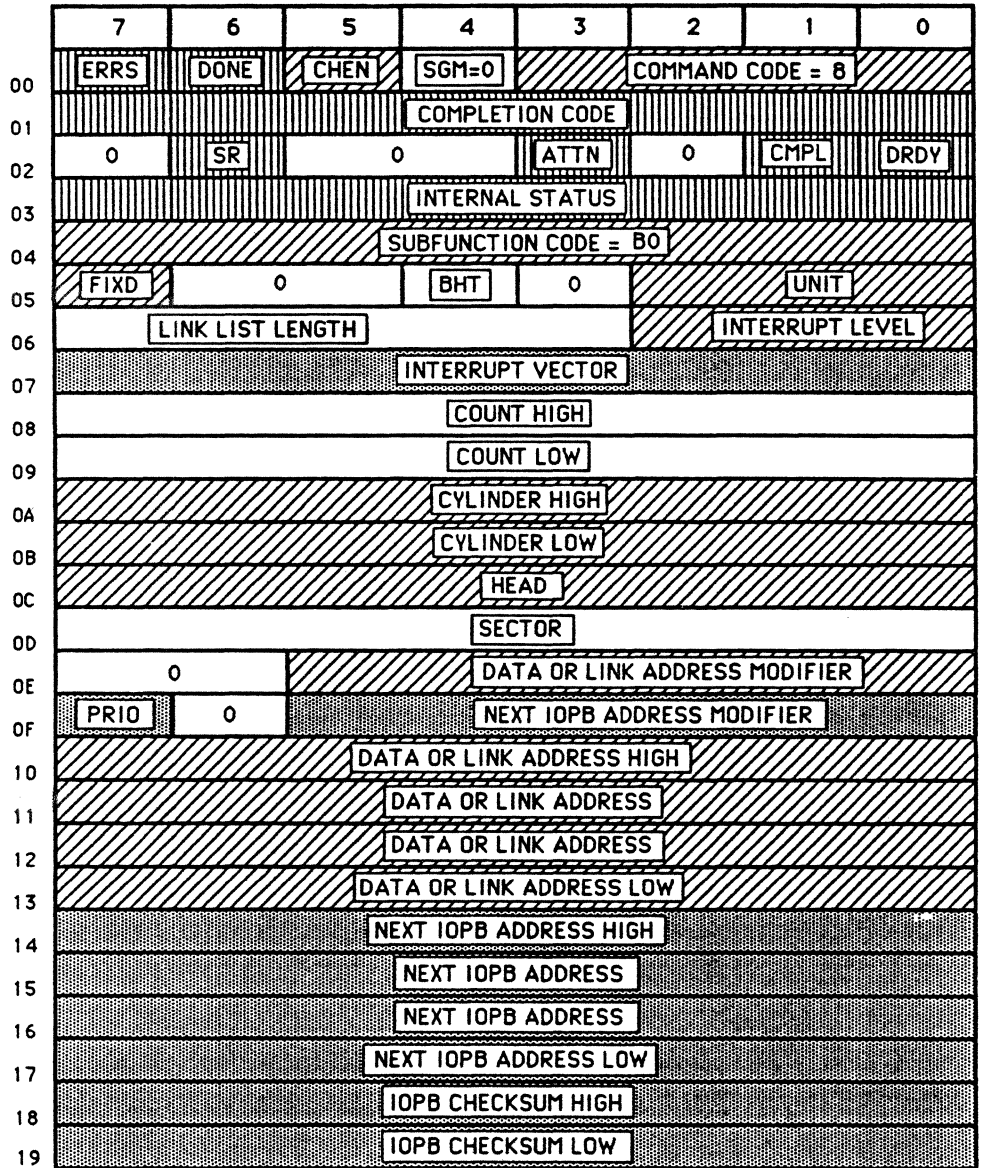 7 6 5 4 3 2 1 0
00 ERRS DONE CHEN SGM=0 COMMAND CODE = 8
01 COMPLETION CODE
02 0 SR 0 ATTN 0 CMPL DRDY
03 INTERNAL STATUS
04 SUBFUNCTION CODE = B0
05 FIXD 0 BHT 0 UNIT
06 LINK LIST LENGTH INTERRUPT LEVEL
07 INTERRUPT VECTOR
08 COUNT HIGH
09 COUNT LOW
0A CYLINDER HIGH
0B CYLINDER LOW
0C HEAD
0D SECTOR
0E 0 DATA OR LINK ADDRESS MODIFIER
0F PRIO 0 NEXT IOPB ADDRESS MODIFIER
10 DATA OR LINK ADDRESS HIGH
11 DATA OR LINK ADDRESS
12 DATA OR LINK ADDRESS
13 DATA OR LINK ADDRESS LOW
14 NEXT IOPB ADDRESS HIGH
15 NEXT IOPB ADDRESS
16 NEXT IOPB ADDRESS
17 NEXT IOPB ADDRESS LOW
18 IOPB CHECKSUM HIGH
19 IOPB CHECKSUM LOW